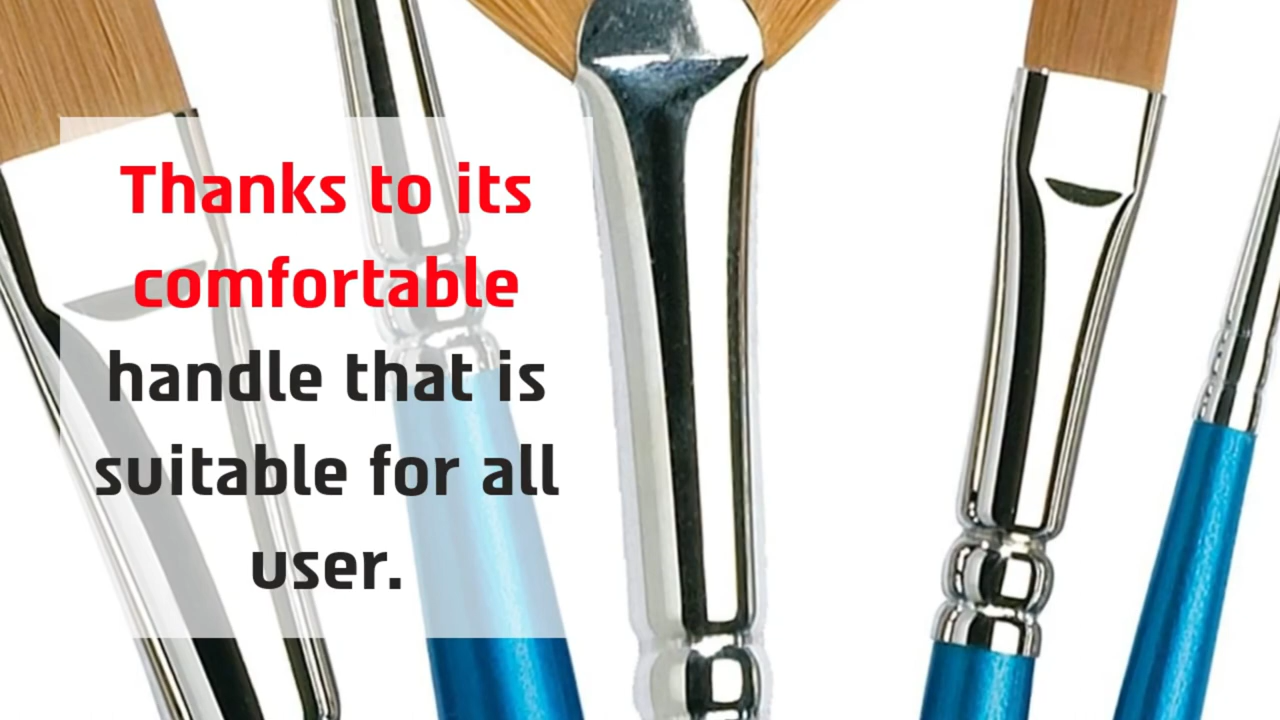 Thanks to its
comfortable
handle that is
suitable for all
user.